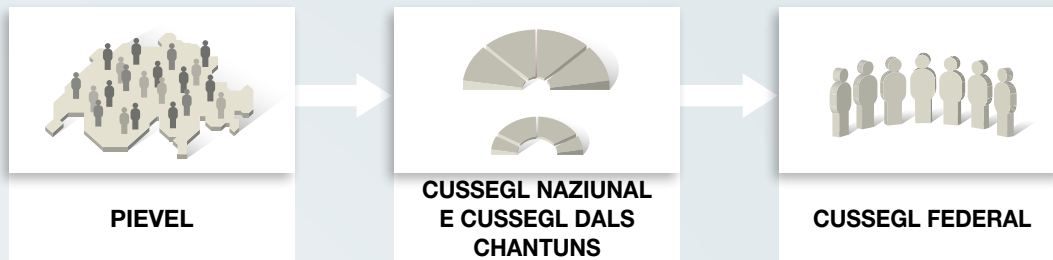 PIEVEL
CUSSEGL NAZIUNAL
E CUSSEGL DALS
CHANTUNS
CUSSEGL FEDERAL